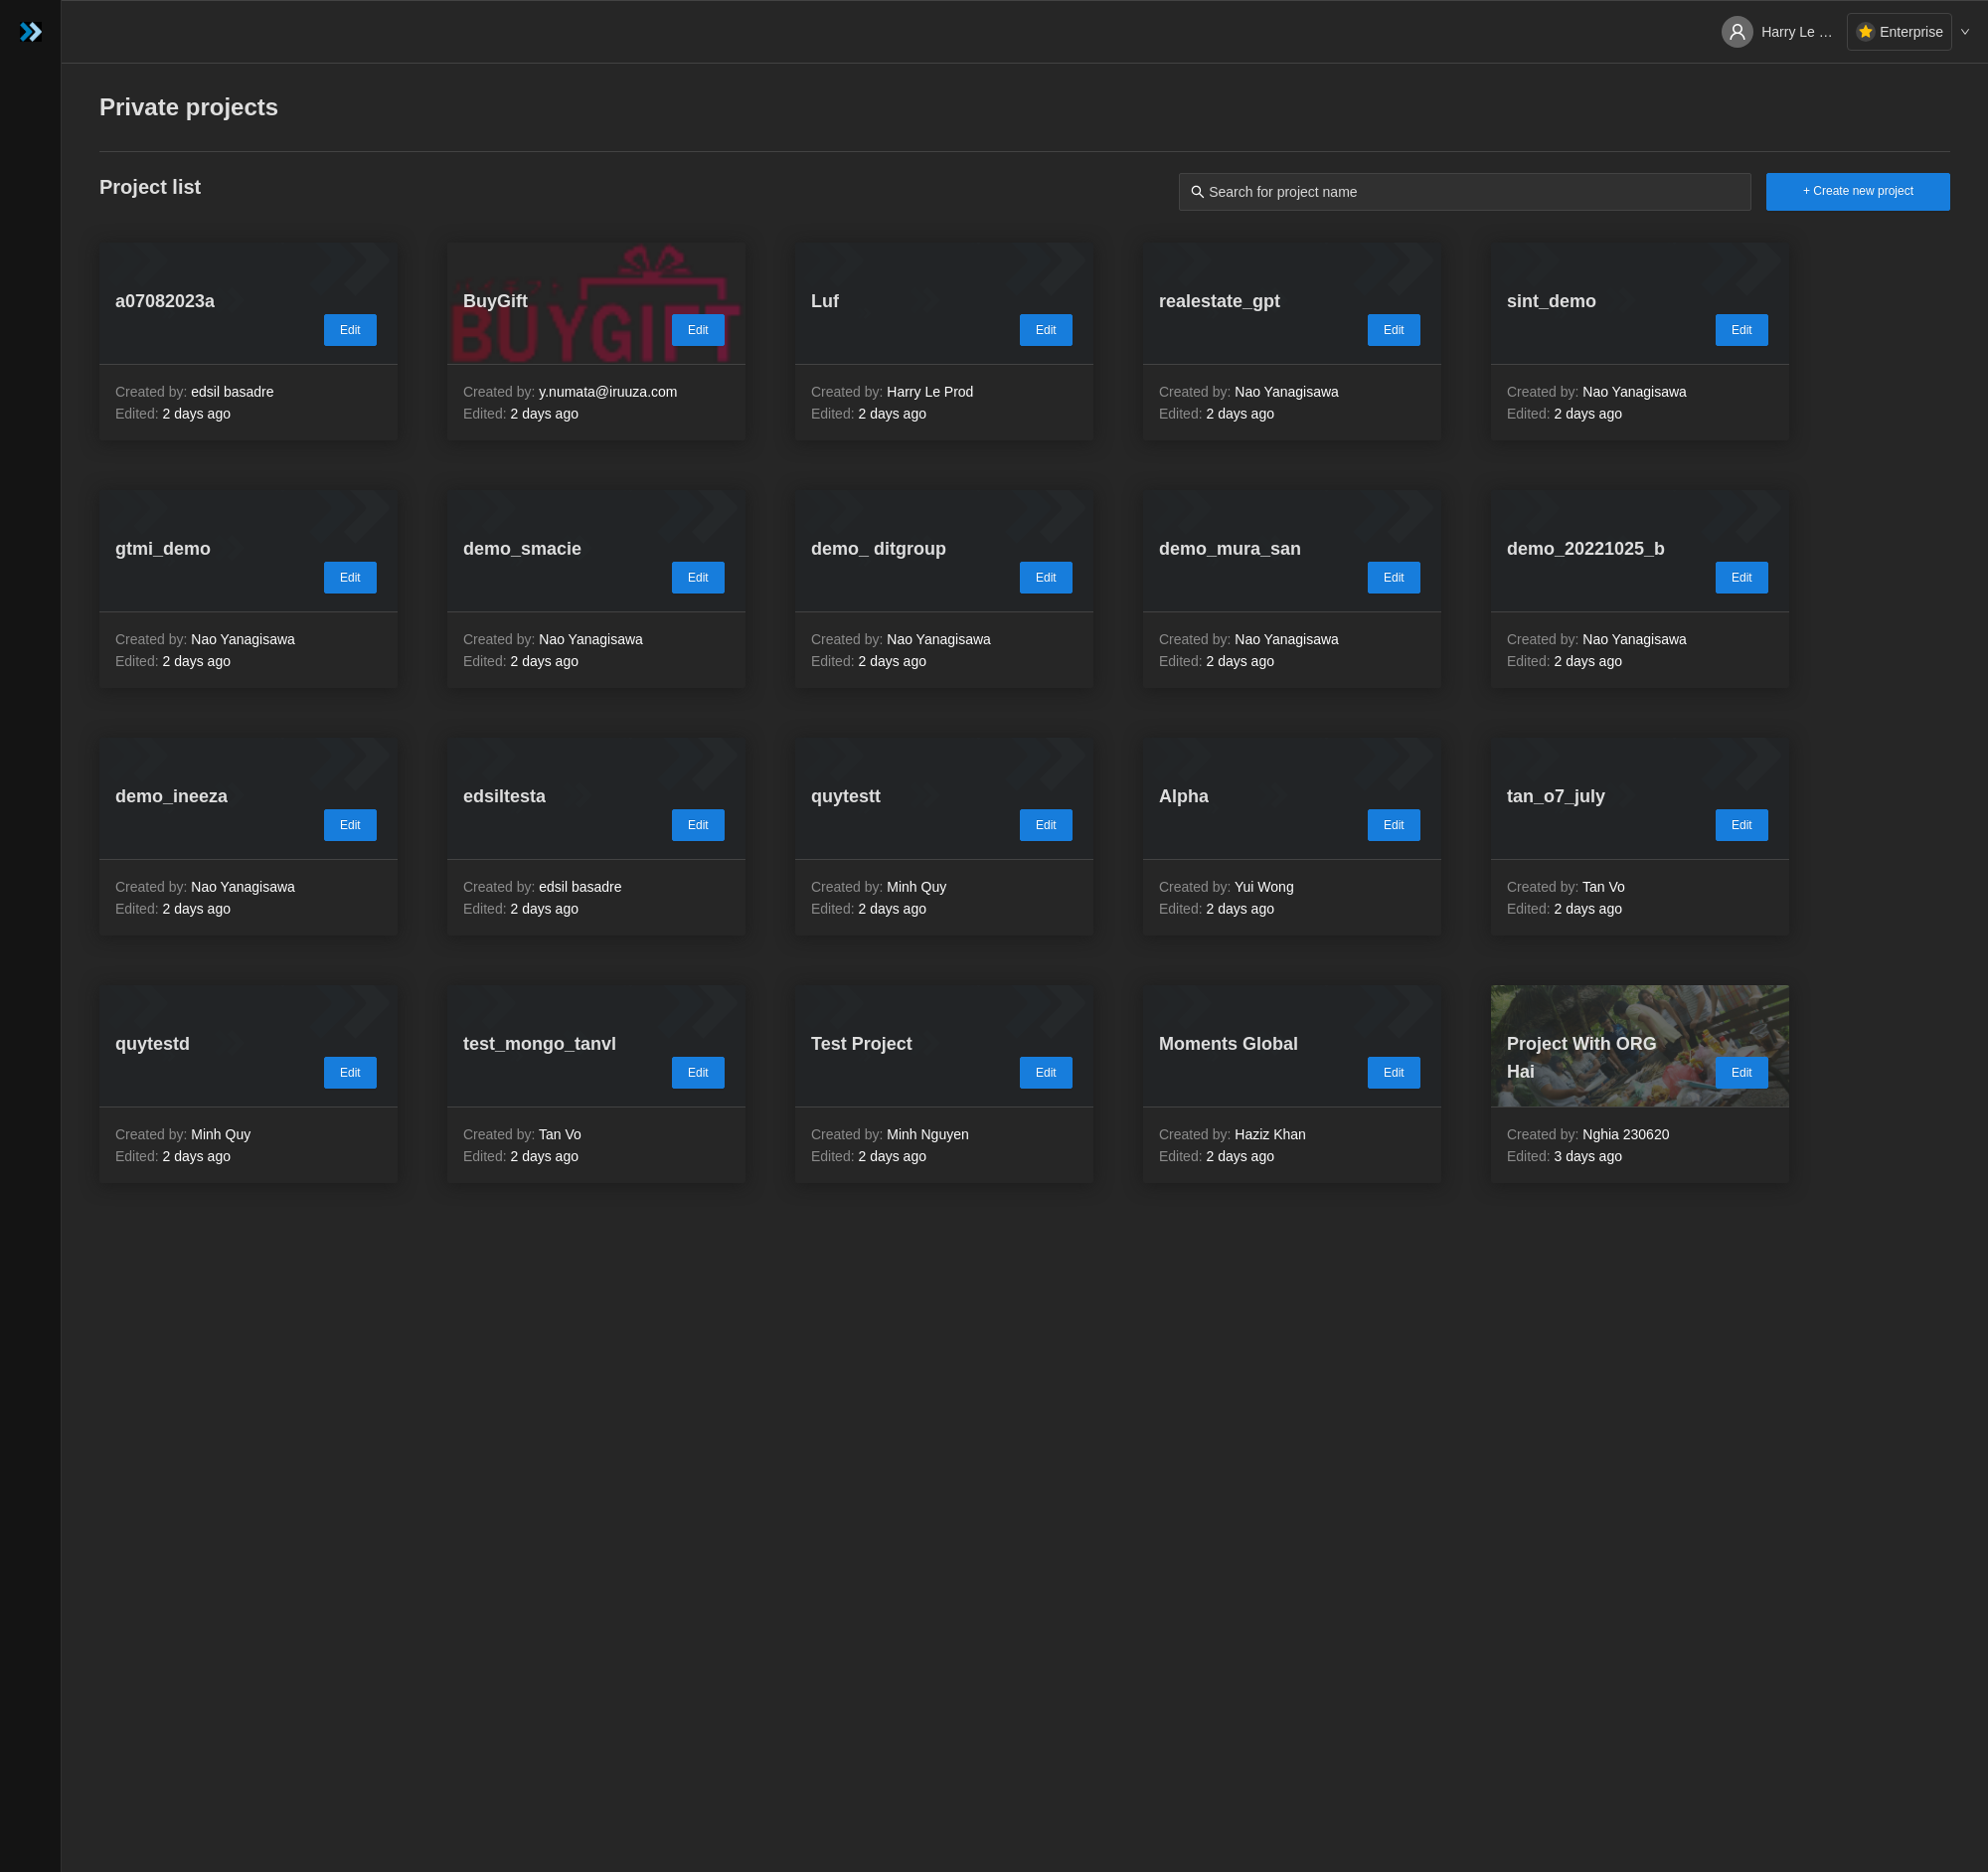 Harry Le ...
Enterprise
Private projects
Project list
Search for project name
+ Create new project
a07082023a
Edit
Created by: edsil basadre
Edited: 2 days ago
BuyGift
BUYGIFT
Edit
Created by: y.numata@iruuza.com
Edited: 2 days ago
Luf
Edit
Created by: Harry Le Prod
Edited: 2 days ago
realestate_gpt
Edit
Created by: Nao Yanagisawa
Edited: 2 days ago
sint_demo
Edit
Created by: Nao Yanagisawa
Edited: 2 days ago
gtmi_demo
Edit
Created by: Nao Yanagisawa
Edited: 2 days ago
demo_smacie
Edit
Created by: Nao Yanagisawa
Edited: 2 days ago
demo_ ditgroup
Edit
Created by: Nao Yanagisawa
Edited: 2 days ago
demo_mura_san
Edit
Created by: Nao Yanagisawa
Edited: 2 days ago
demo_20221025_b
Edit
Created by: Nao Yanagisawa
Edited: 2 days ago
demo_ineeza
Edit
Created by: Nao Yanagisawa
Edited: 2 days ago
edsiltesta
Edit
Created by: edsil basadre
Edited: 2 days ago
quytestt
Edit
Created by: Minh Quy
Edited: 2 days ago
Alpha
Edit
Created by: Yui Wong
Edited: 2 days ago
tan_o7_july
Edit
Created by: Tan Vo
Edited: 2 days ago
quytestd
Edit
Created by: Minh Quy
Edited: 2 days ago
test_mongo_tanvl
Edit
Created by: Tan Vo
Edited: 2 days ago
Test Project
Edit
Created by: Minh Nguyen
Edited: 2 days ago
Moments Global
Edit
Created by: Haziz Khan
Edited: 2 days ago
Project With ORG
Hai
Edit
Created by: Nghia 230620
Edited: 3 days ago